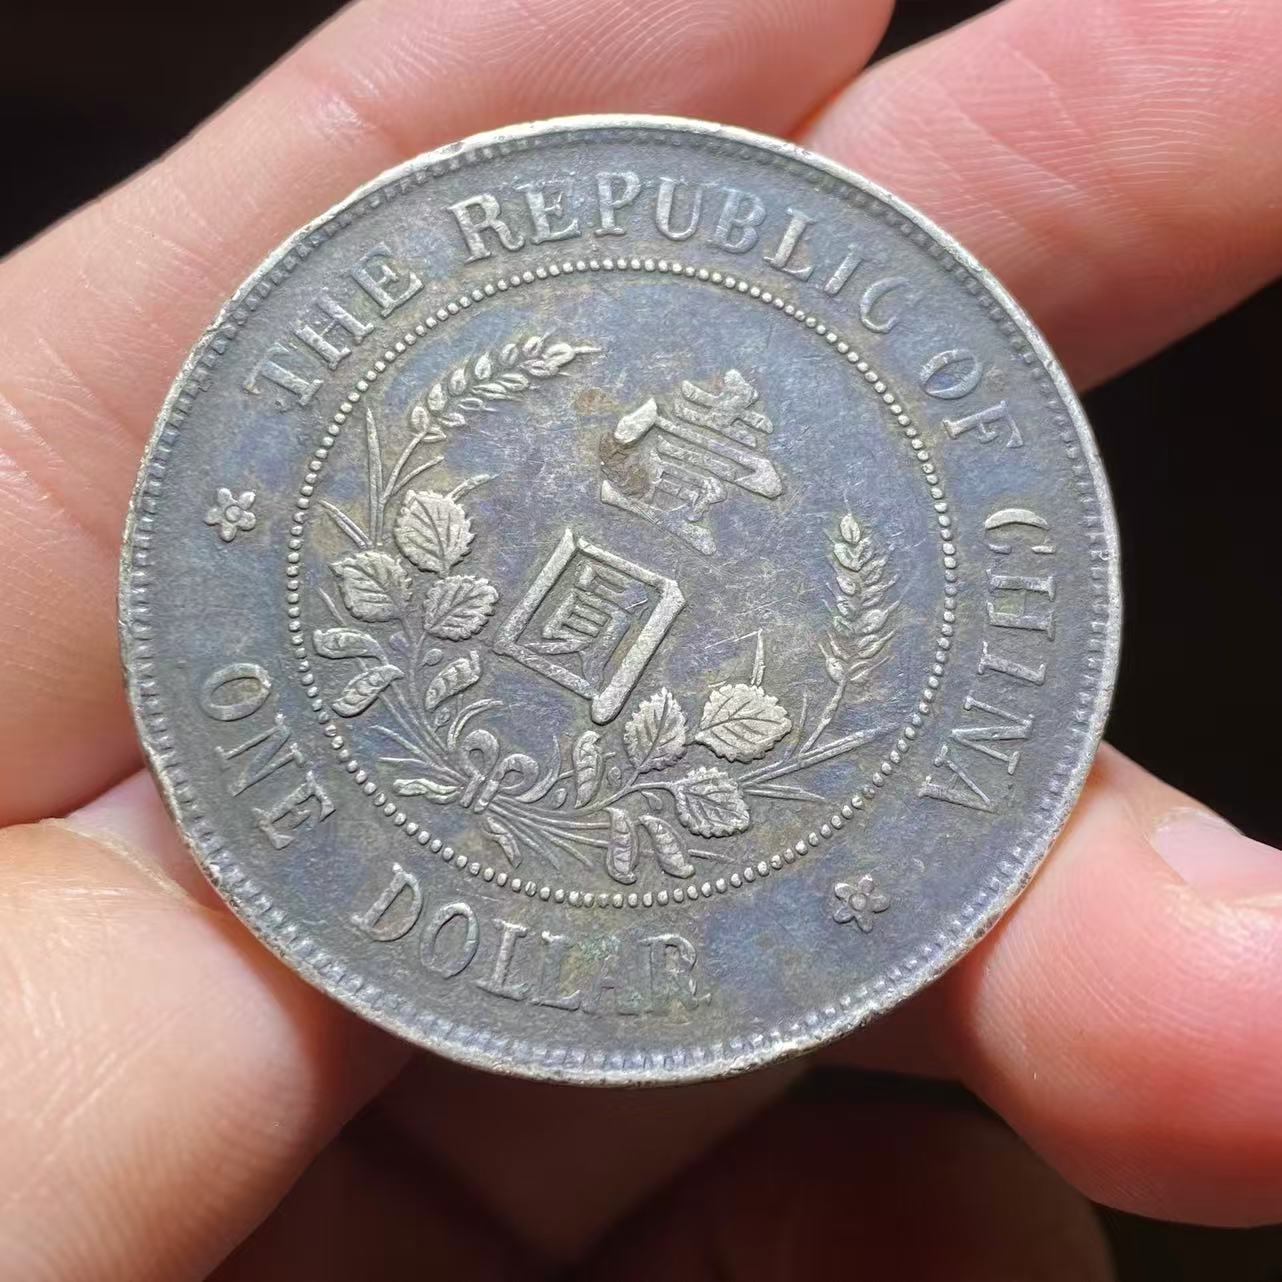 THE REPUBLIC OF CHINA
壹
圓
ONE DOLLAR